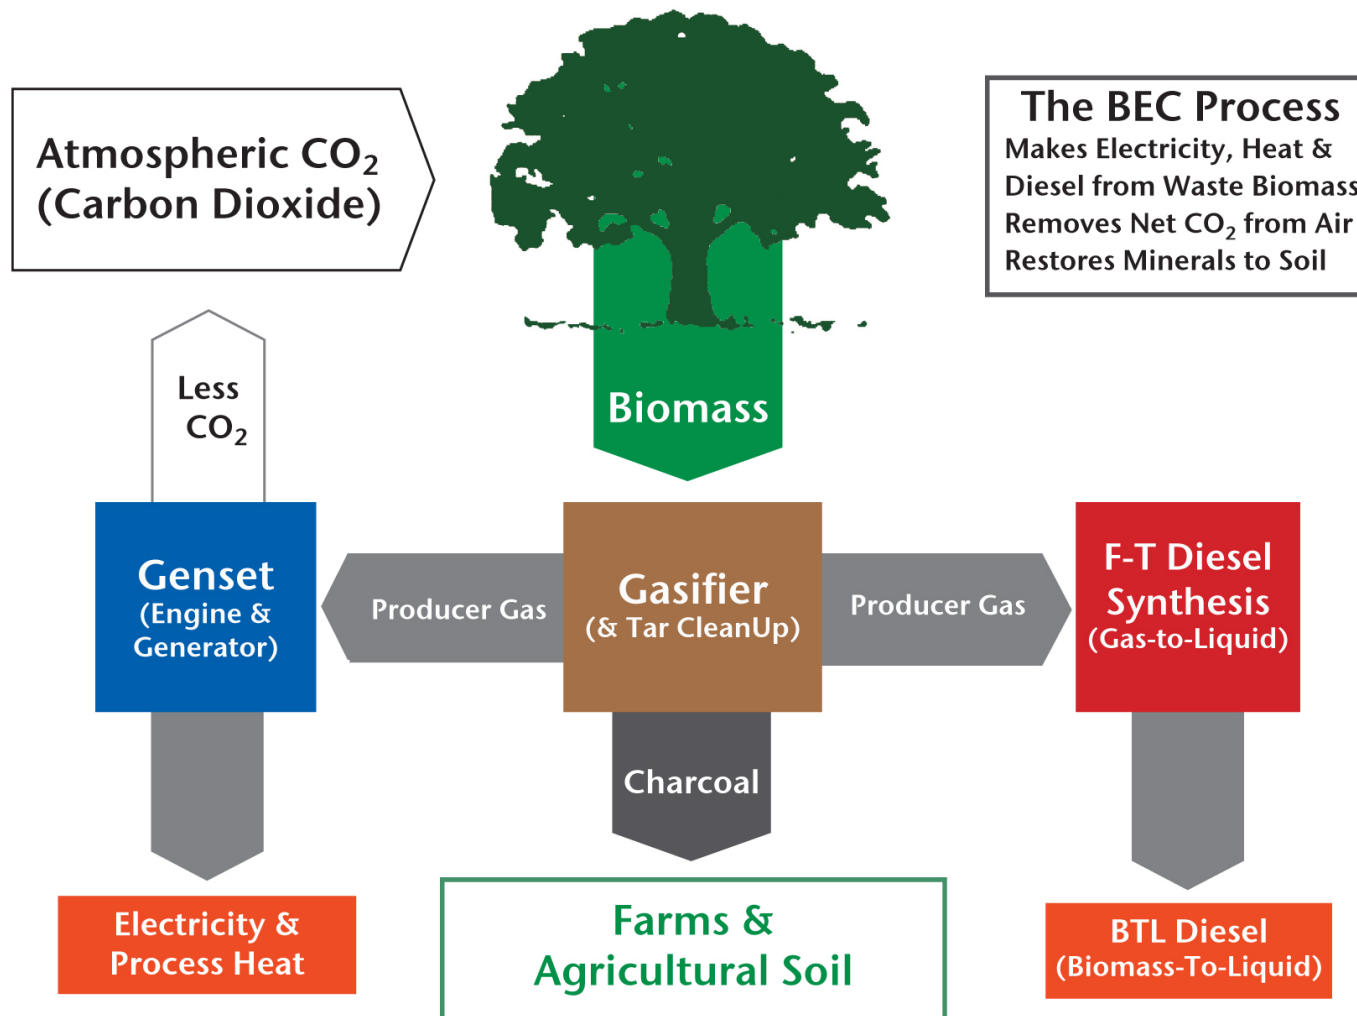 Atmospheric CO₂
(Carbon Dioxide)
The BEC Process
Makes Electricity, Heat &
Diesel from Waste Biomass
Removes Net CO₂ from Air
Restores Minerals to Soil
Less
CO₂
Biomass
Genset
(Engine &
Generator)
Producer Gas
Gasifier
(& Tar CleanUp)
Producer Gas
F-T Diesel
Synthesis
(Gas-to-Liquid)
Charcoal
Electricity &
Process Heat
Farms &
Agricultural Soil
BTL Diesel
(Biomass-To-Liquid)